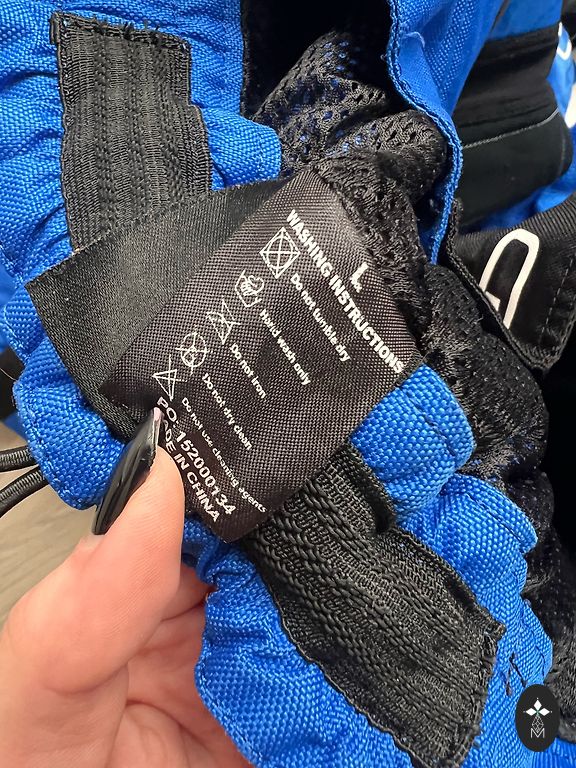 L
WASHING INSTRUCTIONS
Do not tumble dry
Hand wash only
Do not iron
Do not dry clean
Do not use cleaning agents
152000134
IN CHINA
M